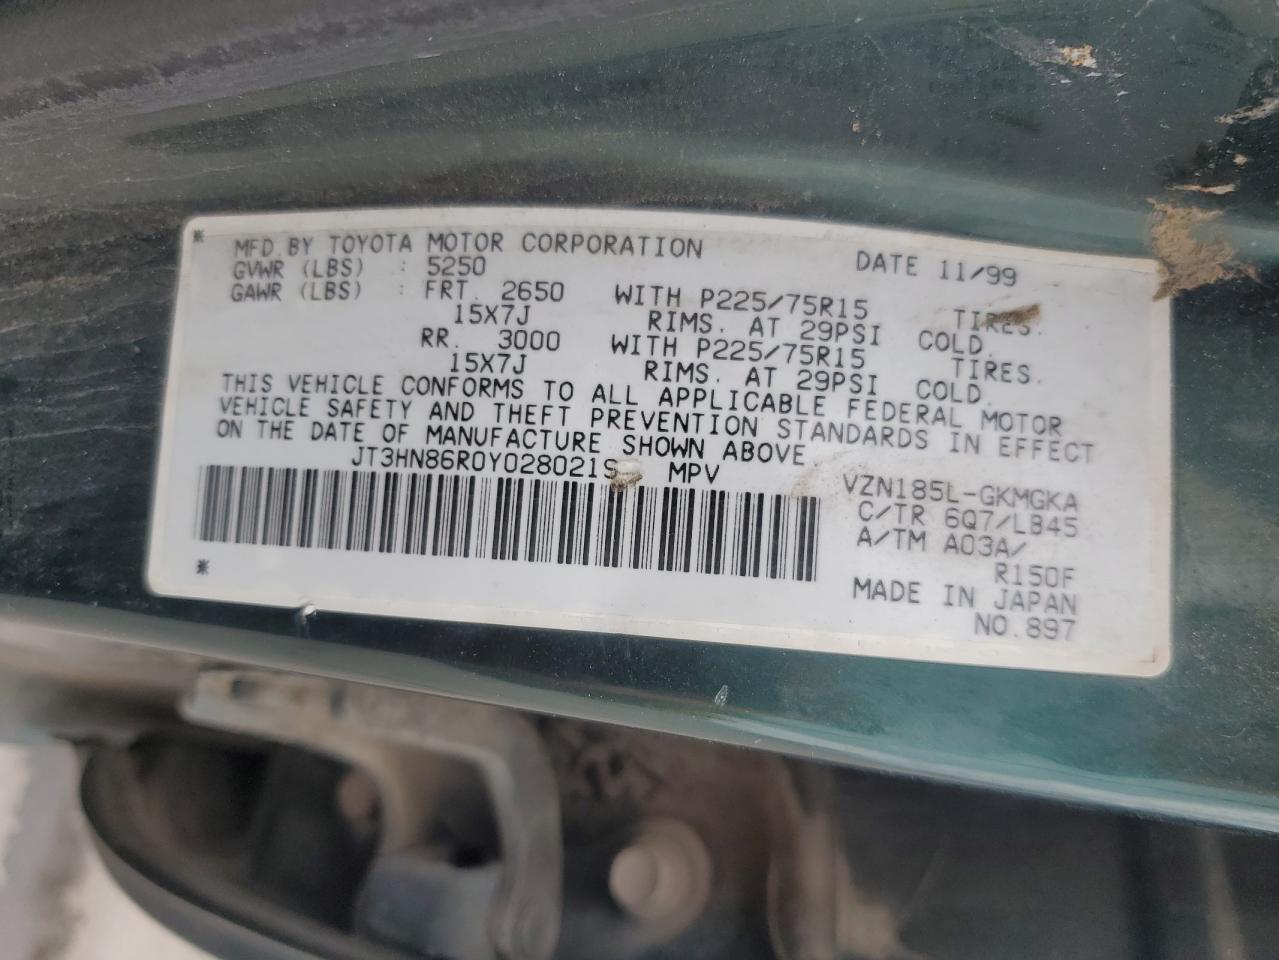 MFD. BY TOYOTA MOTOR CORPORATION DATE 11/99
GVWR (LBS) : 5250
GAWR (LBS) : FRT. 2650 WITH P225/75R15 TIRES.
15X7J RIMS. AT 29PSI COLD.
RR. 3000 WITH P225/75R15 TIRES.
15X7J RIMS. AT 29PSI COLD.
THIS VEHICLE CONFORMS TO ALL APPLICABLE FEDERAL MOTOR
VEHICLE SAFETY AND THEFT PREVENTION STANDARDS IN EFFECT
ON THE DATE OF MANUFACTURE SHOWN ABOVE
JT3HN86R0Y0280219 MPV
VZN185L-GKMGKA
C/TR 6Q7/LB45
A/TM A03A/
R150F
MADE IN JAPAN
NO.897